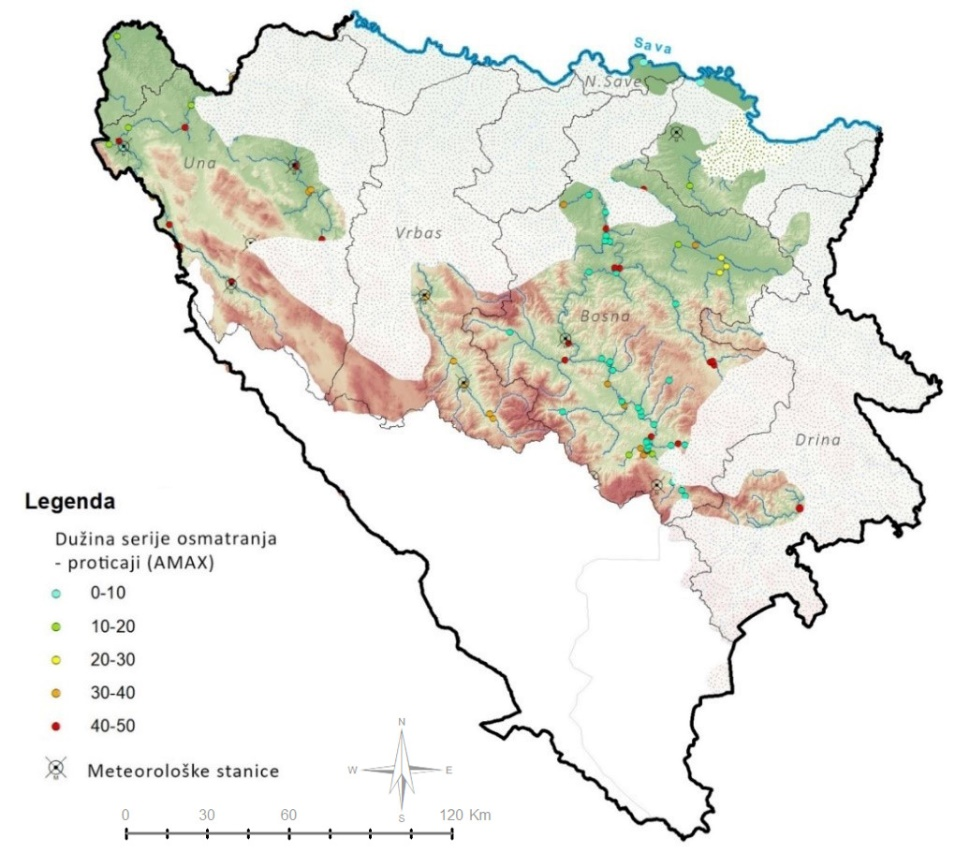 Sava
N.Save
Una
Vrbas
Bosna
Drina
Legenda
Dužina serije osmatranja
- proticaji (AMAX)
0-10
10-20
20-30
30-40
40-50
Meteorološke stanice
N
W E
S
0 30 60 120 Km